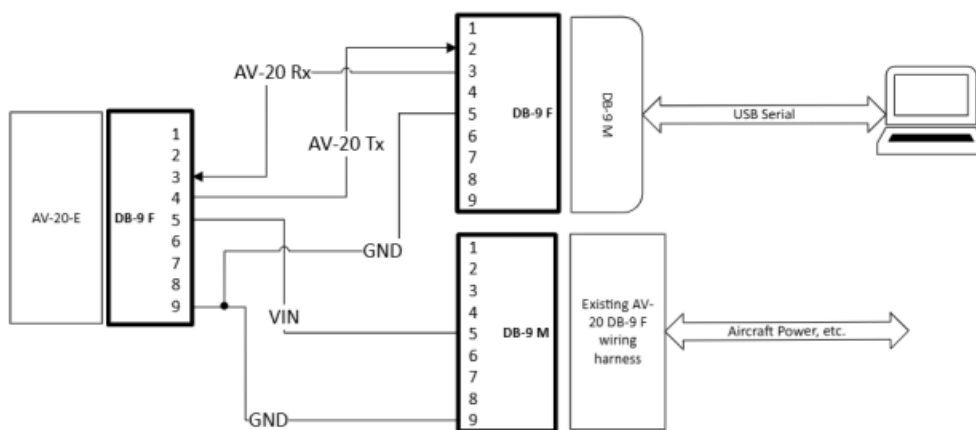 AV-20-E
DB-9 F
1
2
3
4
5
6
7
8
9
AV-20 Rx
AV-20 Tx
GND
VIN
GND
1
2
3
4
5
6
7
8
9
DB-9 F
DB-9 M
USB Serial
1
2
3
4
5
6
7
8
9
DB-9 M
Existing AV-
20 DB-9 F
wiring
harness
Aircraft Power, etc.